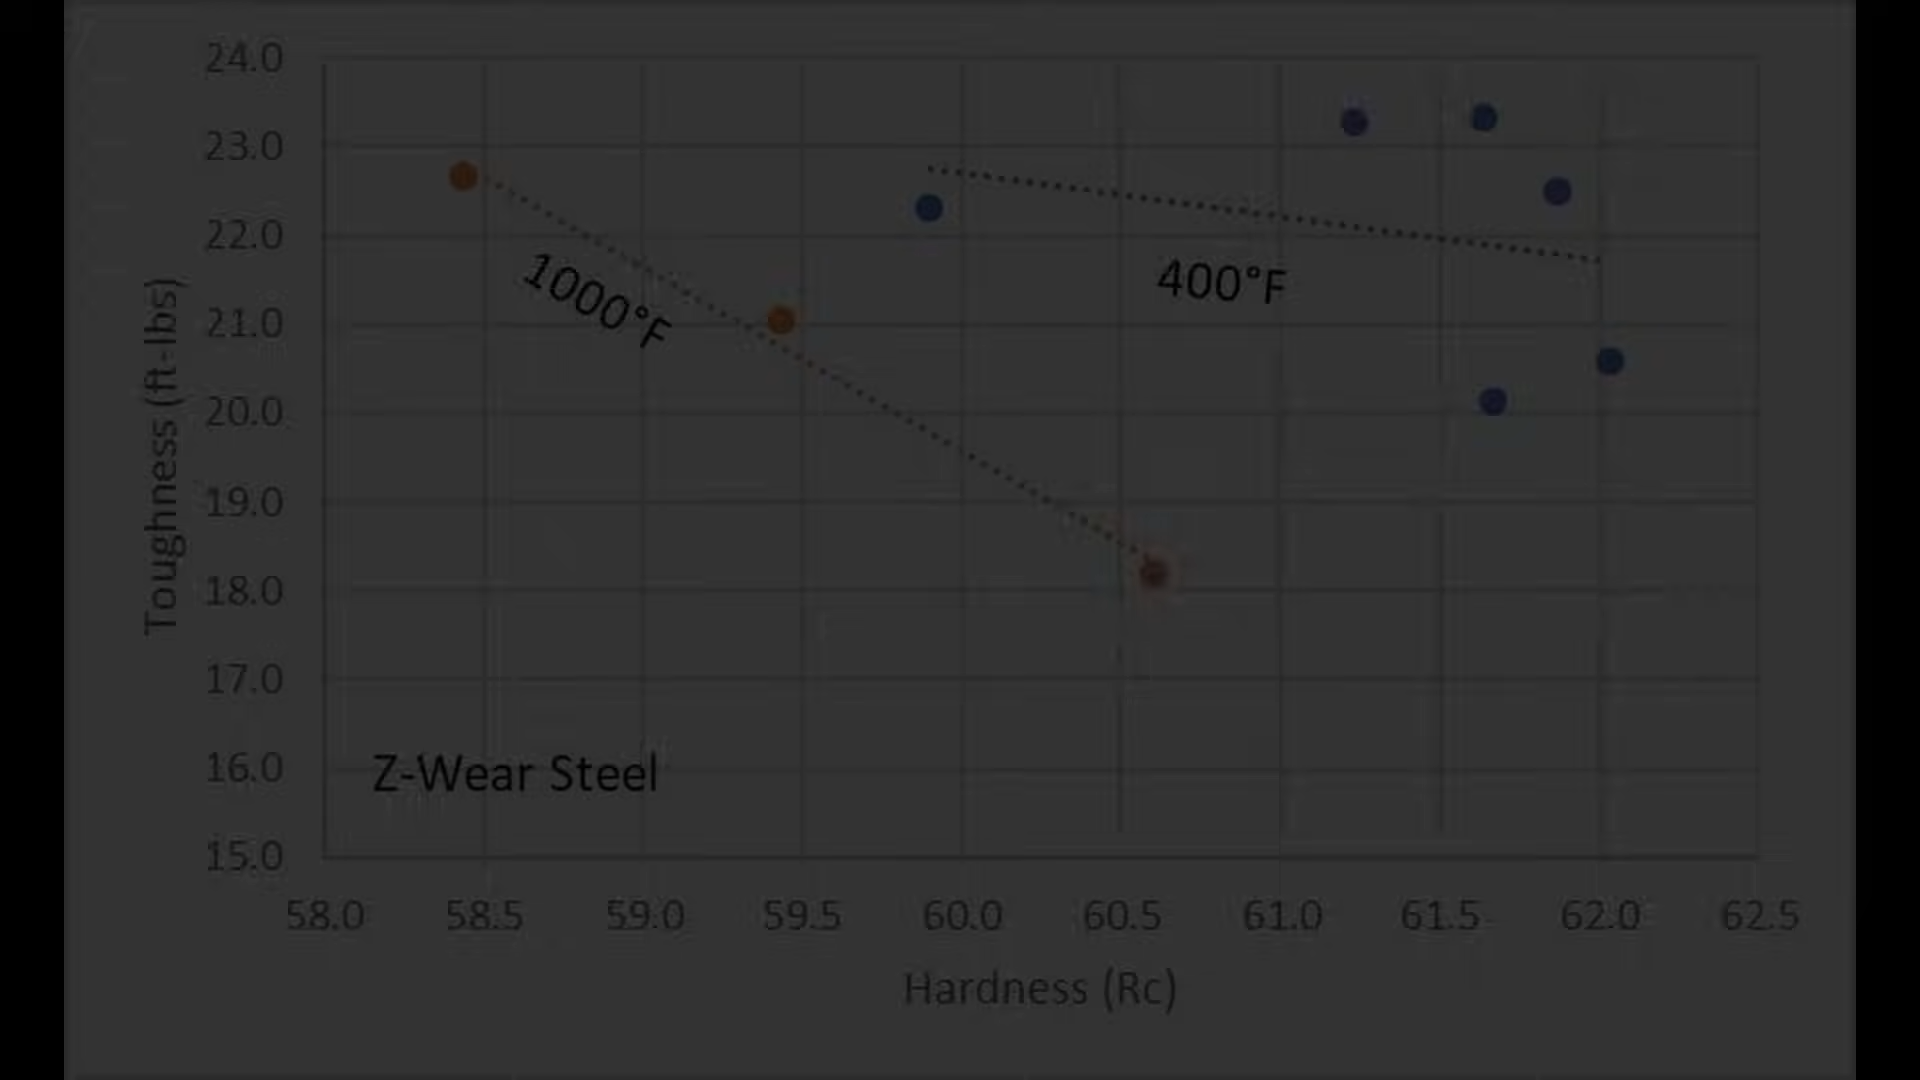 24.0
23.0
22.0
21.0
20.0
19.0
18.0
17.0
16.0
15.0
Toughness (ft-lbs)
1000°F
400°F
Z-Wear Steel
58.0 58.5 59.0 59.5 60.0 60.5 61.0 61.5 62.0 62.5
Hardness (Rc)